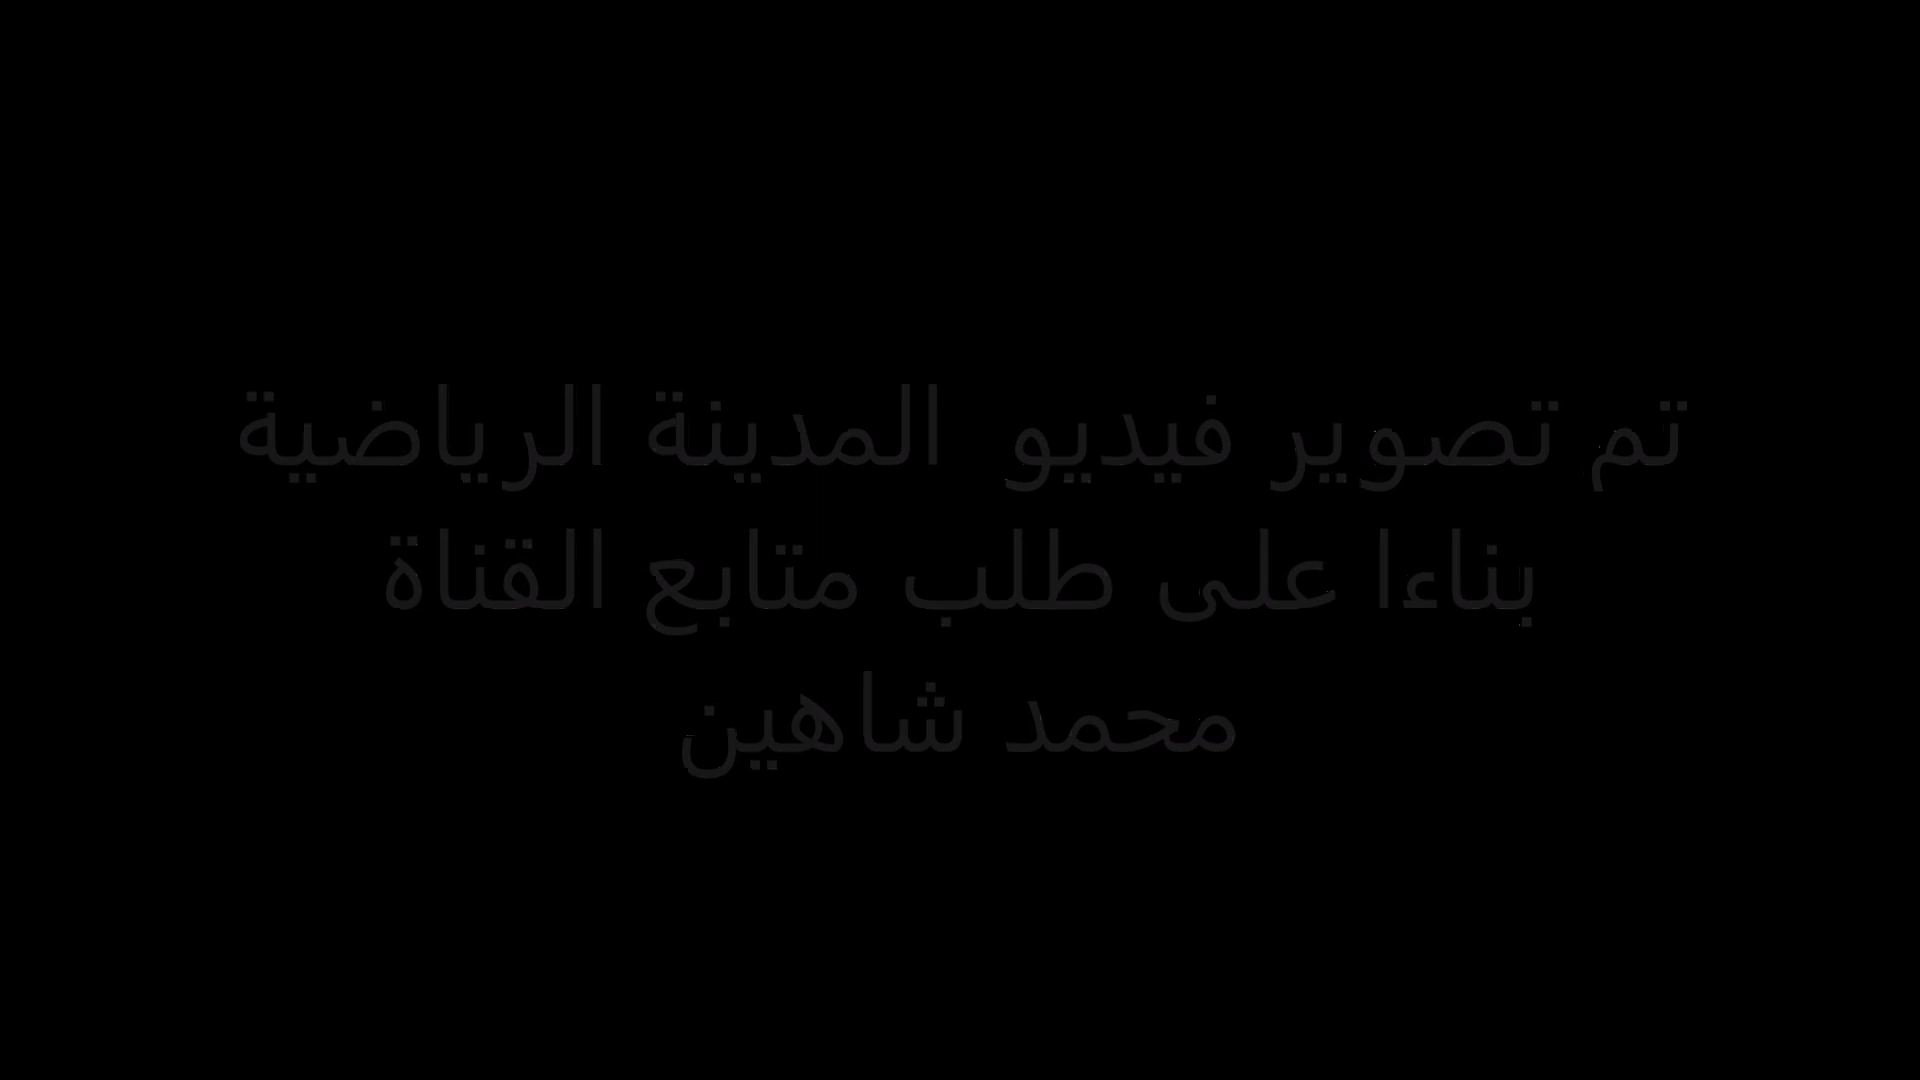 تم تصوير فيديو  المدينة الرياضية
بناءا على طلب متابع القناة
محمد شاهين